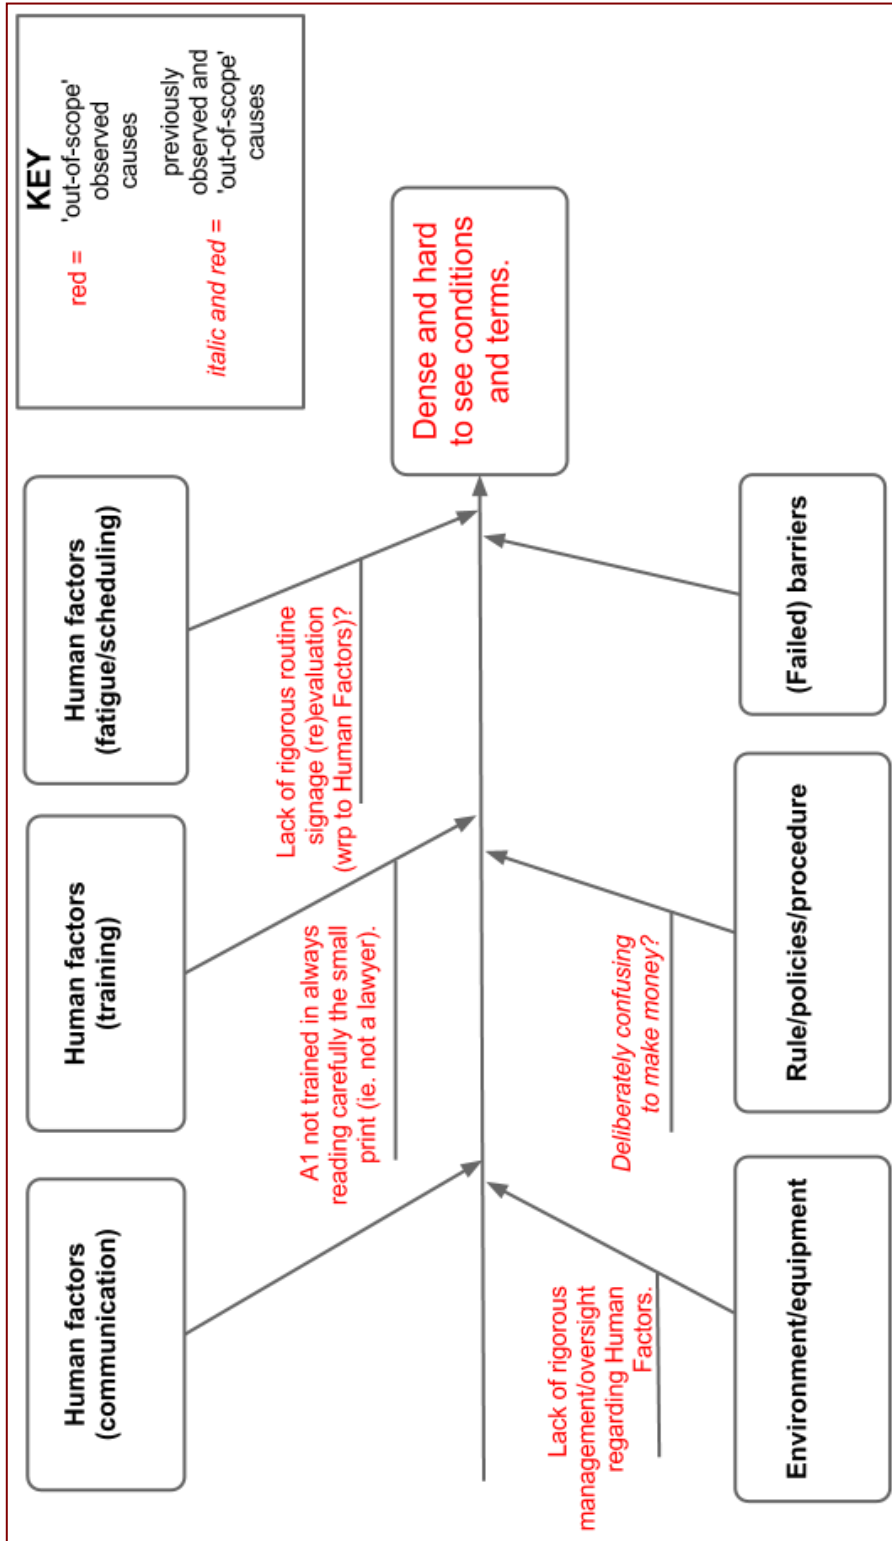 Human factors
(communication)
Human factors
(training)
Human factors
(fatigue/scheduling)
KEY
red =
'out-of-scope'
observed
causes
italic and red =
previously
observed and
'out-of-scope'
causes
A1 not trained in always
reading carefully the small
print (ie. not a lawyer).
Lack of rigorous routine
signage (re)evaluation
(wrp to Human Factors)?
Dense and hard
to see conditions
and terms.
Lack of rigorous
management/oversight
regarding Human
Factors.
Deliberately confusing
to make money?
Environment/equipment
Rule/policies/procedure
(Failed) barriers